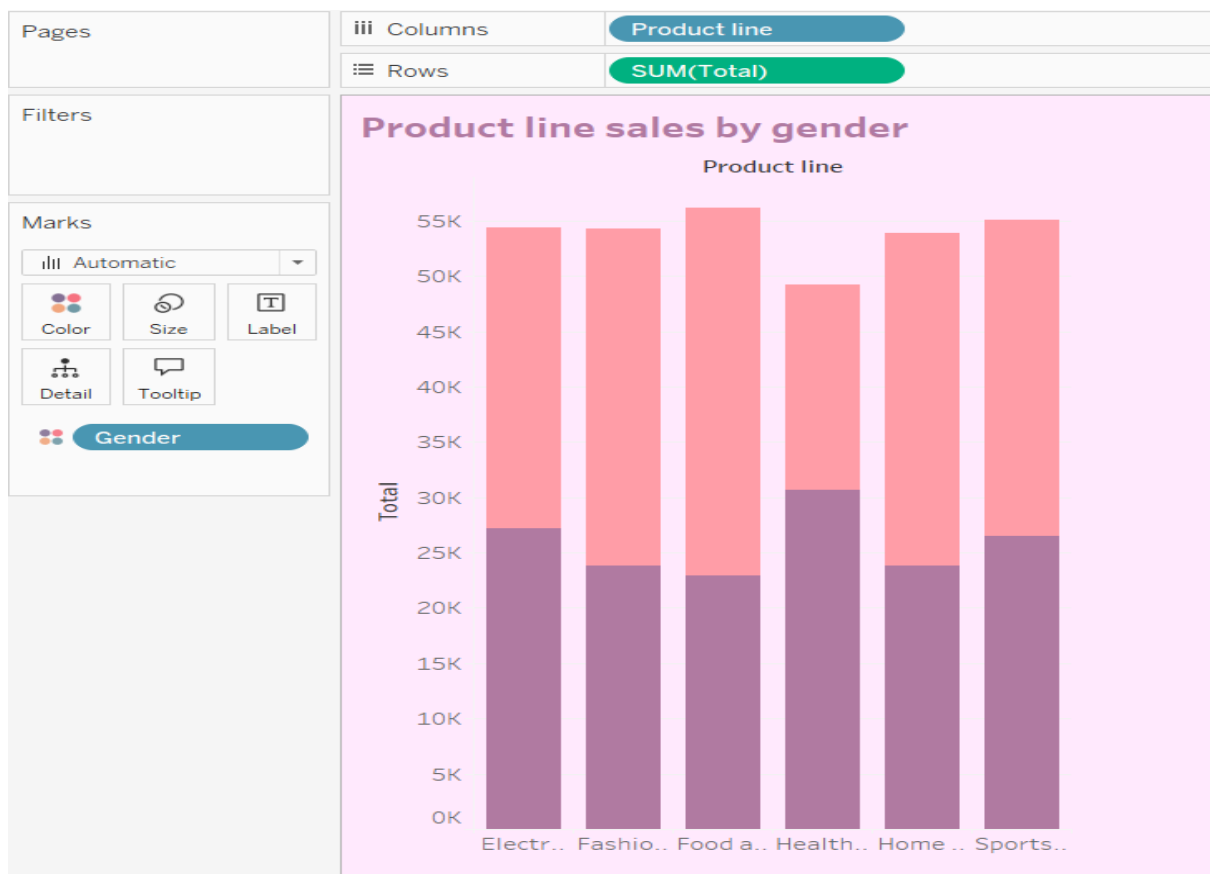 Pages
Columns
Product line
Rows
SUM(Total)
Filters
Marks
Automatic
Color
Size
Label
Detail
Tooltip
Gender
Product line sales by gender
Product line
Total
55K
50K
45K
40K
35K
30K
25K
20K
15K
10K
5K
0K
Electr.. Fashio.. Food a.. Health.. Home .. Sports..